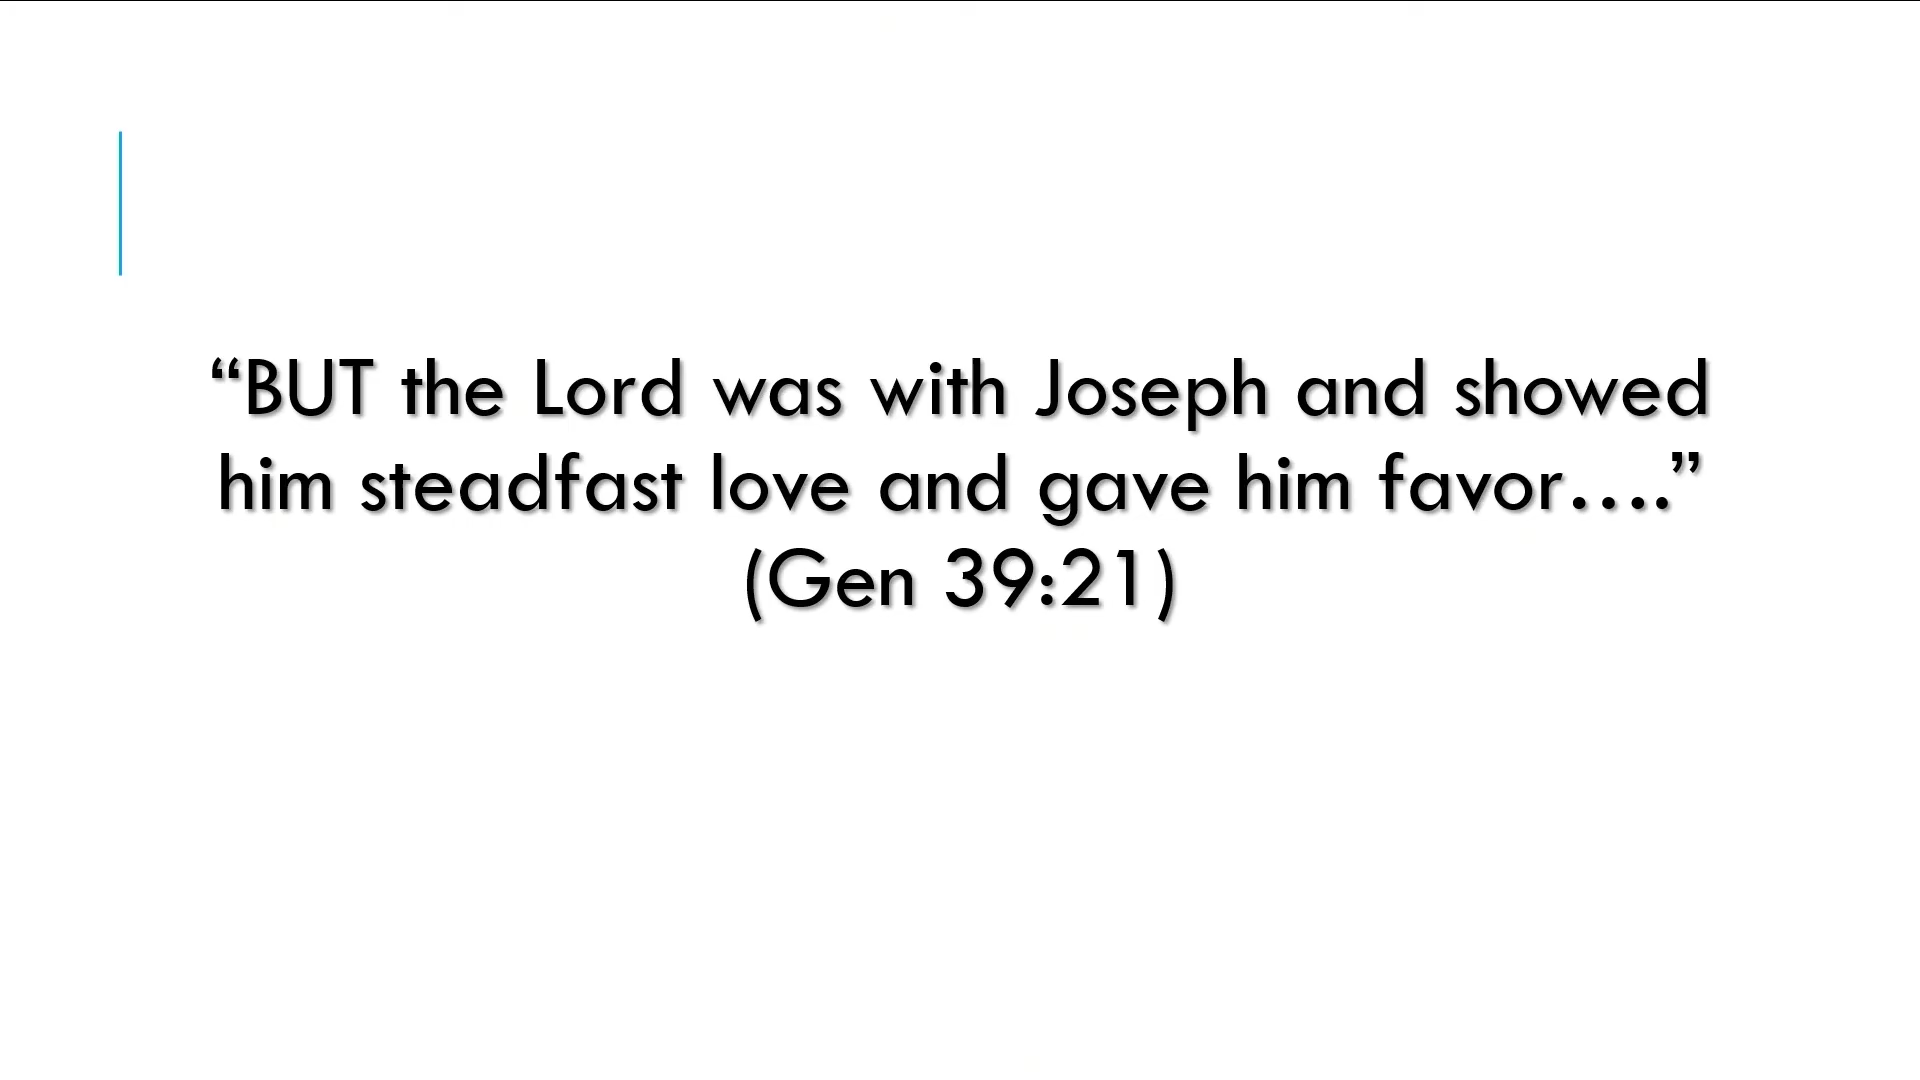 “BUT the Lord was with Joseph and showed
him steadfast love and gave him favor….”
(Gen 39:21)